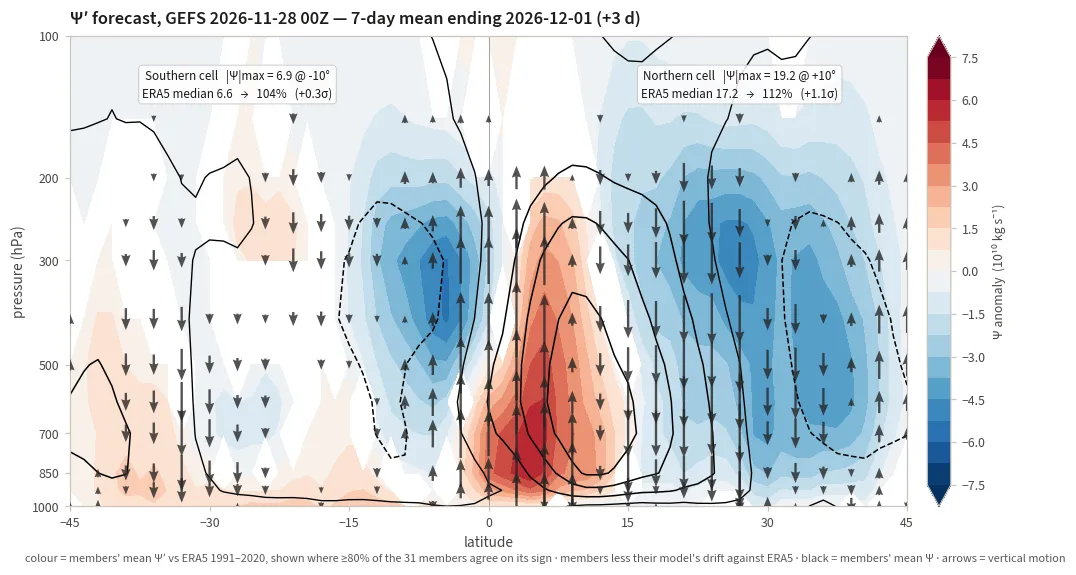 Ψ′ forecast, GEFS 2026-11-28 00Z — 7-day mean ending 2026-12-01 (+3 d)
Southern cell |Ψ|max = 6.9 @ -10°
ERA5 median 6.6 → 104% (+0.3σ)
Northern cell |Ψ|max = 19.2 @ +10°
ERA5 median 17.2 → 112% (+1.1σ)
pressure (hPa)
100
200
300
400
500
700
850
1000
−45
−30
−15
0
15
30
45
latitude
7.5
6.0
4.5
3.0
1.5
0.0
−1.5
−3.0
−4.5
−6.0
−7.5
Ψ anomaly (10¹⁰ kg s⁻¹)
colour = members' mean Ψ′ vs ERA5 1991–2020, shown where ≥80% of the 31 members agree on its sign · members less their model's drift against ERA5 · black = members' mean Ψ · arrows = vertical motion